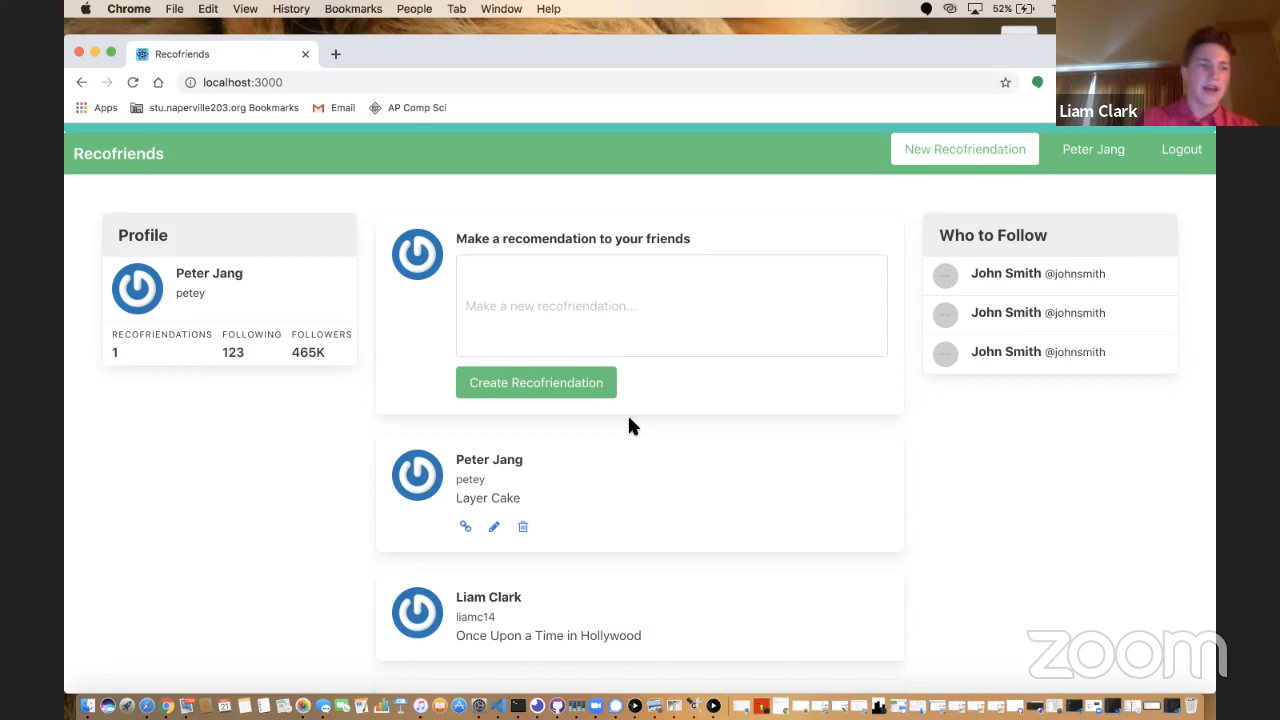 Chrome File Edit View History Bookmarks People Tab Window Help 52%
Recofriends
localhost:3000
Apps stu.naperville203.org Bookmarks Email AP Comp Sci
Liam Clark
Recofriends New Recofriendation Peter Jang Logout
Profile
Peter Jang
petey
RECOFRIENDATIONS FOLLOWING FOLLOWERS
1 123 465K
Make a recomendation to your friends
Make a new recofriendation...
Create Recofriendation
Peter Jang
petey
Layer Cake
Liam Clark
liamc14
Once Upon a Time in Hollywood
Who to Follow
John Smith @johnsmith
John Smith @johnsmith
John Smith @johnsmith
zoom